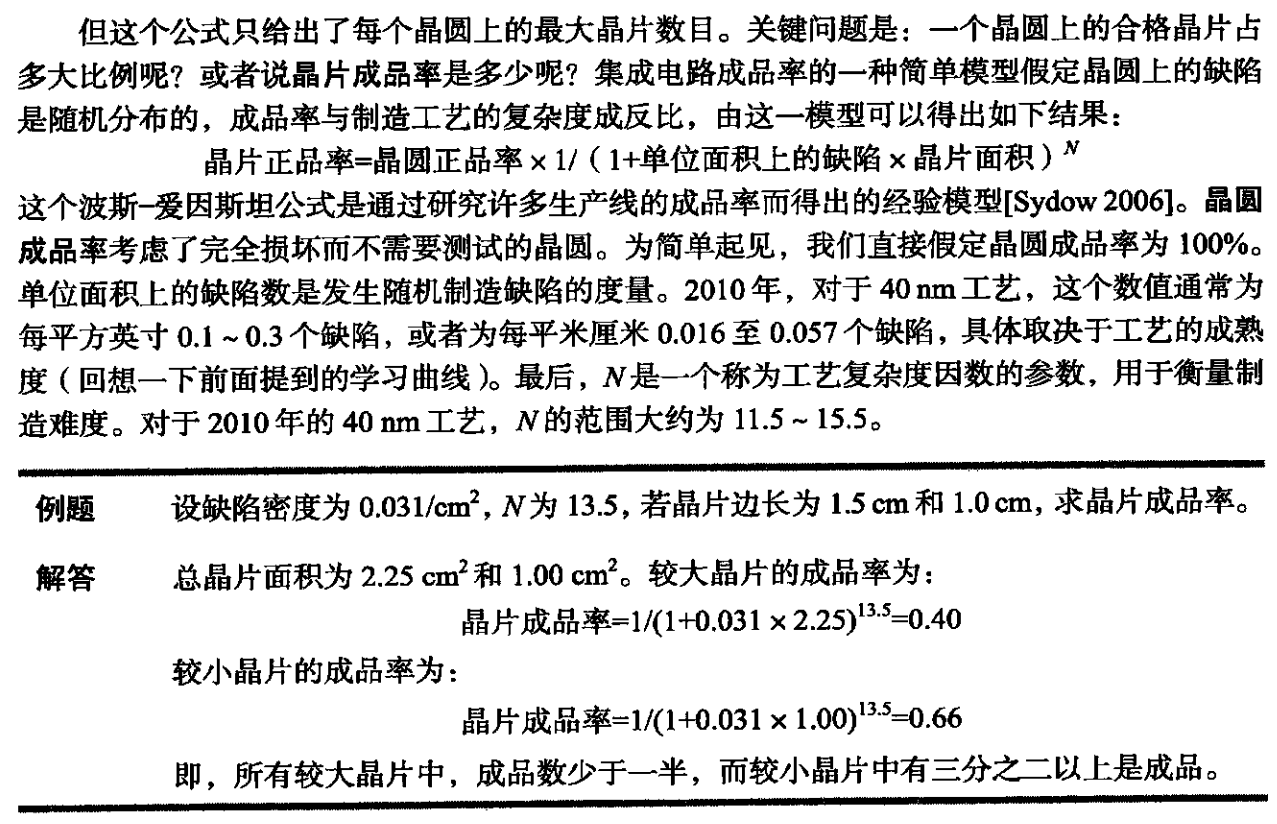 但这个公式只给出了每个晶圆上的最大晶片数目。关键问题是：一个晶圆上的合格晶片占
多大比例呢？或者说晶片成品率是多少呢？集成电路成品率的一种简单模型假定晶圆上的缺陷
是随机分布的，成品率与制造工艺的复杂度成反比，由这一模型可以得出如下结果：
晶片正品率=晶圆正品率×1/（1+单位面积上的缺陷×晶片面积）^N
这个波斯–爱因斯坦公式是通过研究许多生产线的成品率而得出的经验模型[Sydow 2006]。晶圆
成品率考虑了完全损坏而不需要测试的晶圆。为简单起见，我们直接假定晶圆成品率为 100%。
单位面积上的缺陷数是发生随机制造缺陷的度量。2010 年，对于 40 nm 工艺，这个数值通常为
每平方英寸 0.1 ~ 0.3 个缺陷，或者为每平米厘米 0.016 至 0.057 个缺陷，具体取决于工艺的成熟
度（回想一下前面提到的学习曲线）。最后，N是一个称为工艺复杂度因数的参数，用于衡量制
造难度。对于 2010 年的 40 nm 工艺，N 的范围大约为 11.5 ~ 15.5。
例题 设缺陷密度为 0.031/cm²，N为 13.5，若晶片边长为 1.5 cm 和 1.0 cm，求晶片成品率。
解答 总晶片面积为 2.25 cm² 和 1.00 cm²。较大晶片的成品率为：
晶片成品率=1/(1+0.031 × 2.25)^13.5=0.40
较小晶片的成品率为：
晶片成品率=1/(1+0.031 × 1.00)^13.5=0.66
即，所有较大晶片中，成品数少于一半，而较小晶片中有三分之二以上是成品。